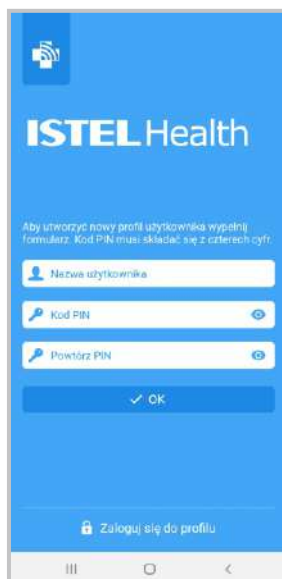 ISTEL Health
Aby utworzyć nowy profil użytkownika wypełnij
formularz. Kod PIN musi składać się z czterech cyfr.
Nazwa użytkownika
Kod PIN
Powtórz PIN
OK
Zaloguj się do profilu